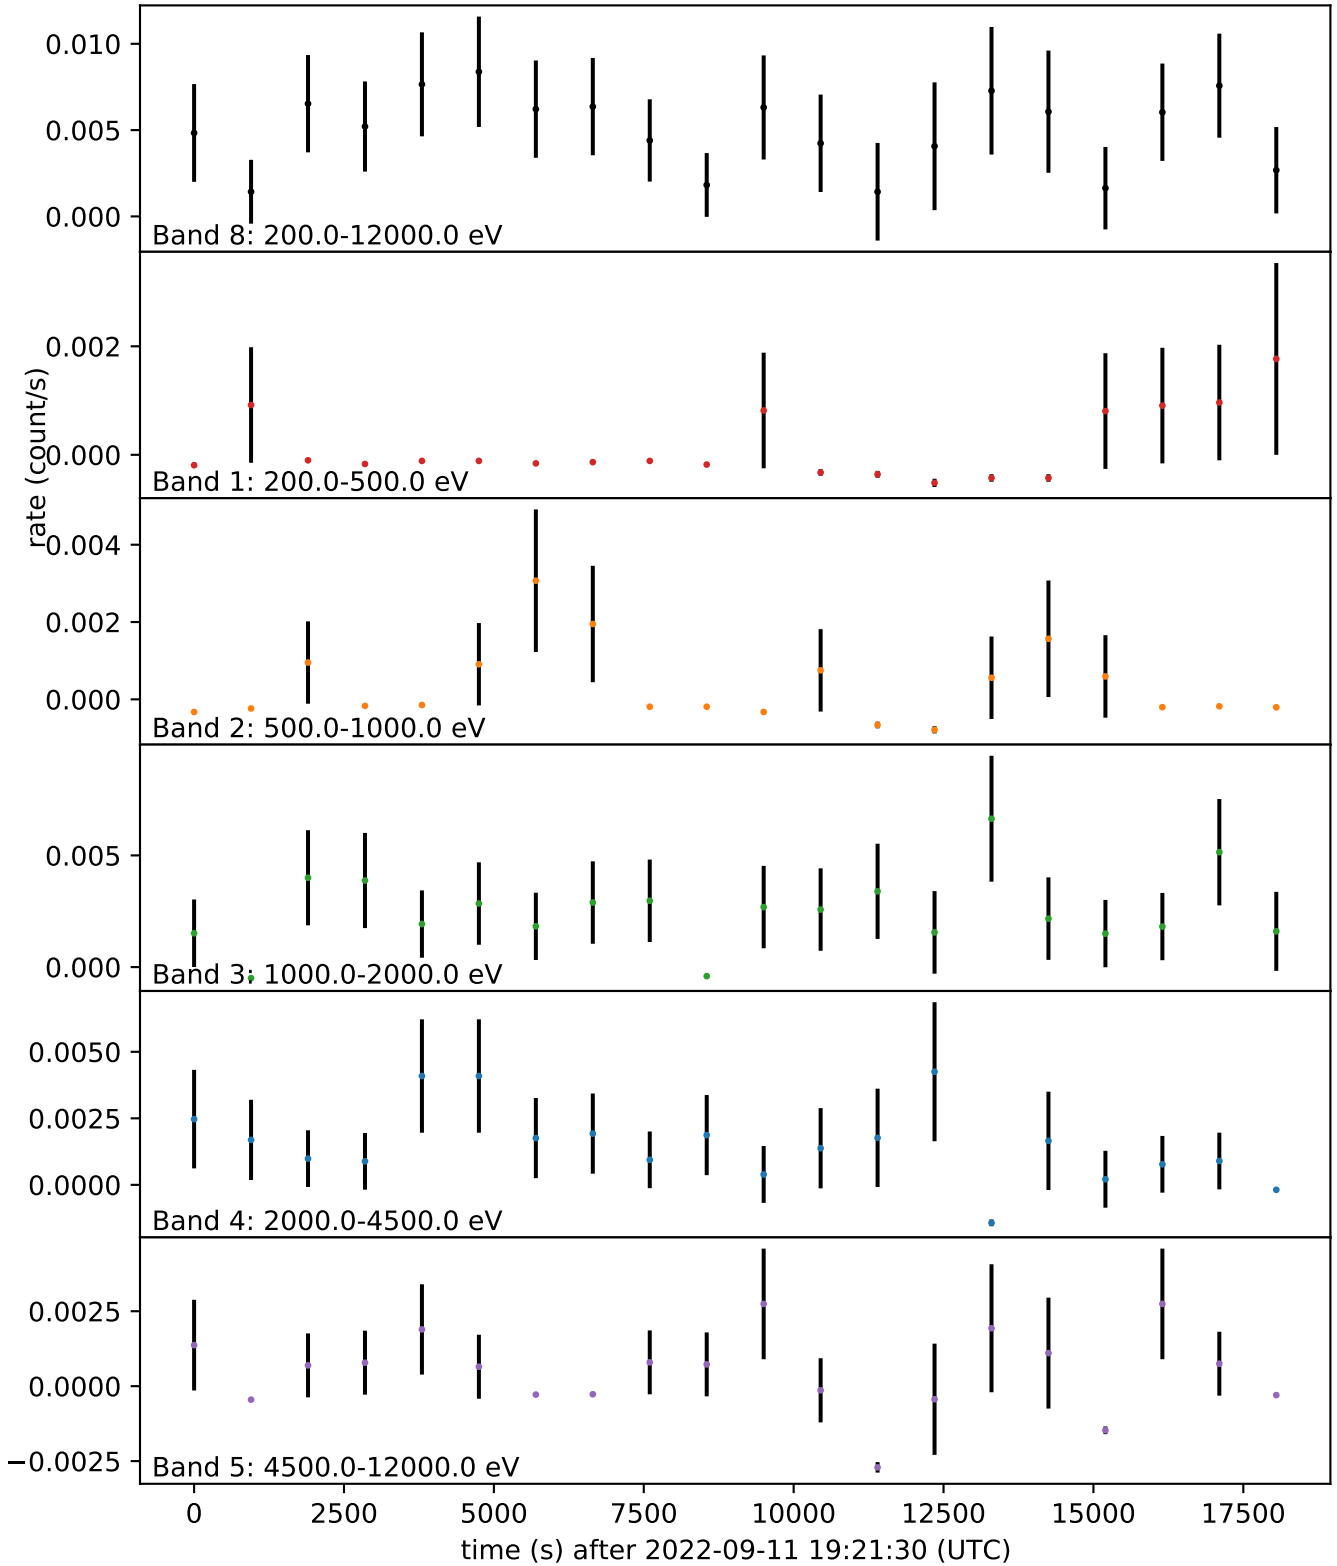 0.010
0.005
0.000
Band 8: 200.0-12000.0 eV
0.002
0.000
Band 1: 200.0-500.0 eV
rate (count/s)
0.004
0.002
0.000
Band 2: 500.0-1000.0 eV
0.005
0.000
Band 3: 1000.0-2000.0 eV
0.0050
0.0025
0.0000
Band 4: 2000.0-4500.0 eV
0.0025
0.0000
−0.0025
Band 5: 4500.0-12000.0 eV
0 2500 5000 7500 10000 12500 15000 17500
time (s) after 2022-09-11 19:21:30 (UTC)